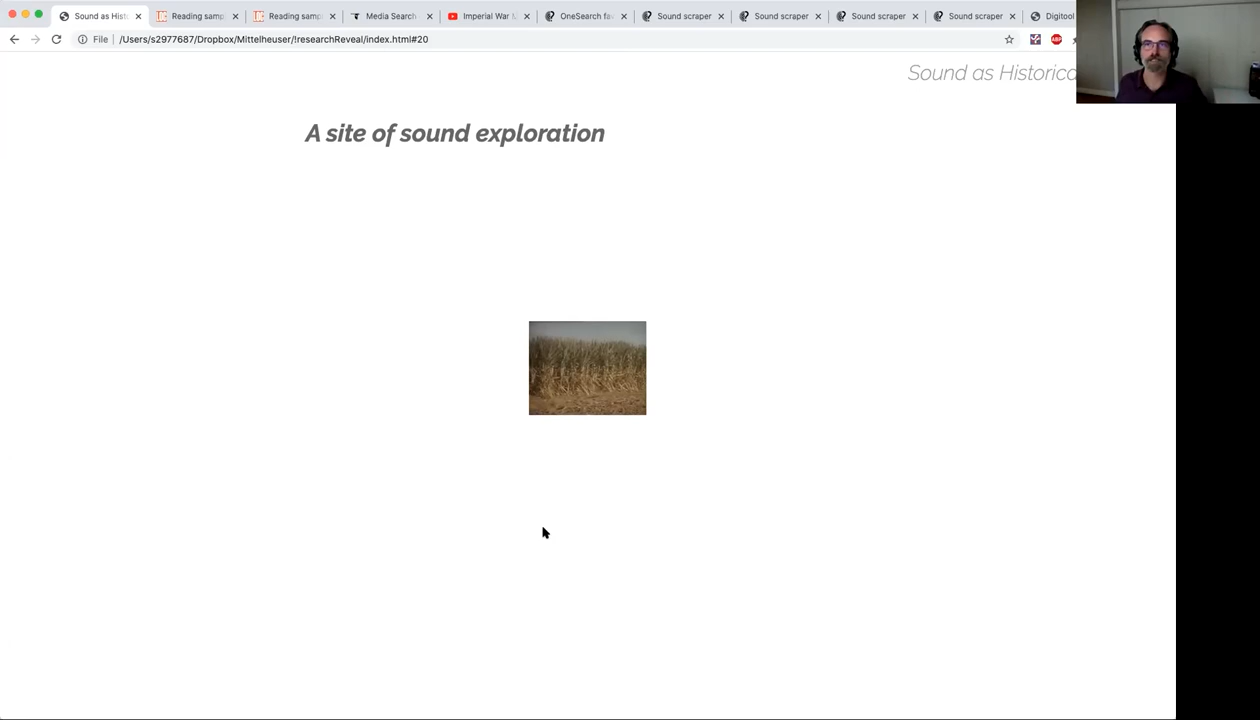 Sound as Hist
Reading samp
Reading samp
Media Search
Imperial War
OneSearch fa
Sound scraper
Sound scraper
Sound scraper
Sound scraper
Digitool
File
/Users/s2977687/Dropbox/Mittelheuser/!researchReveal/index.html#20
ABP
Sound as Historica
A site of sound exploration